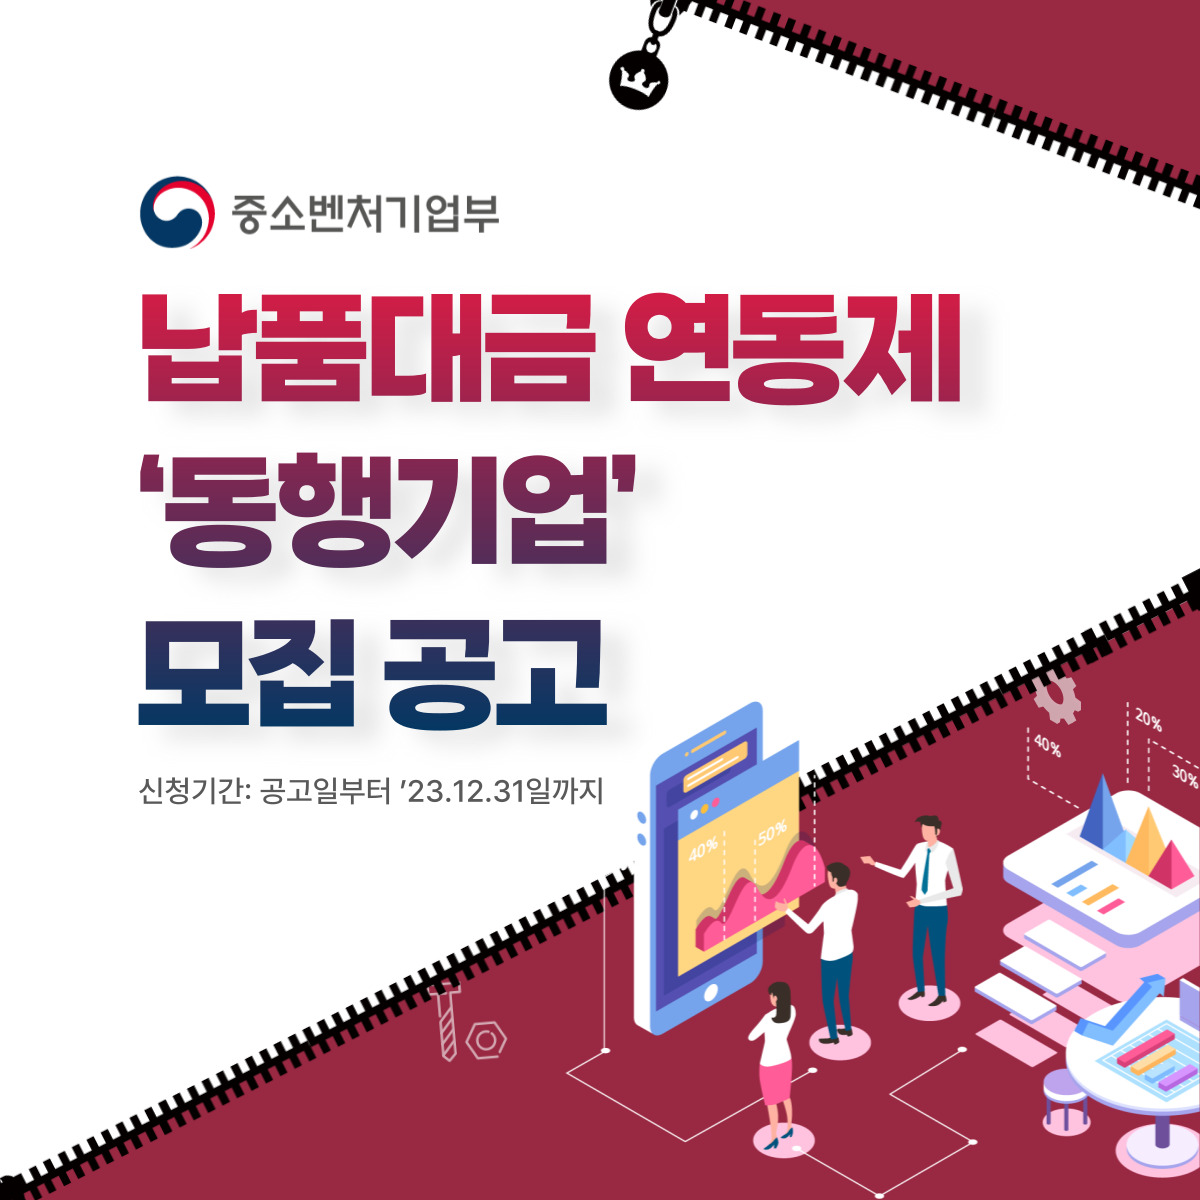 중소벤처기업부
납품대금 연동제
‘동행기업’
모집 공고
신청기간: 공고일부터 ’23.12.31일까지
40%
50%
40%
20%
30%